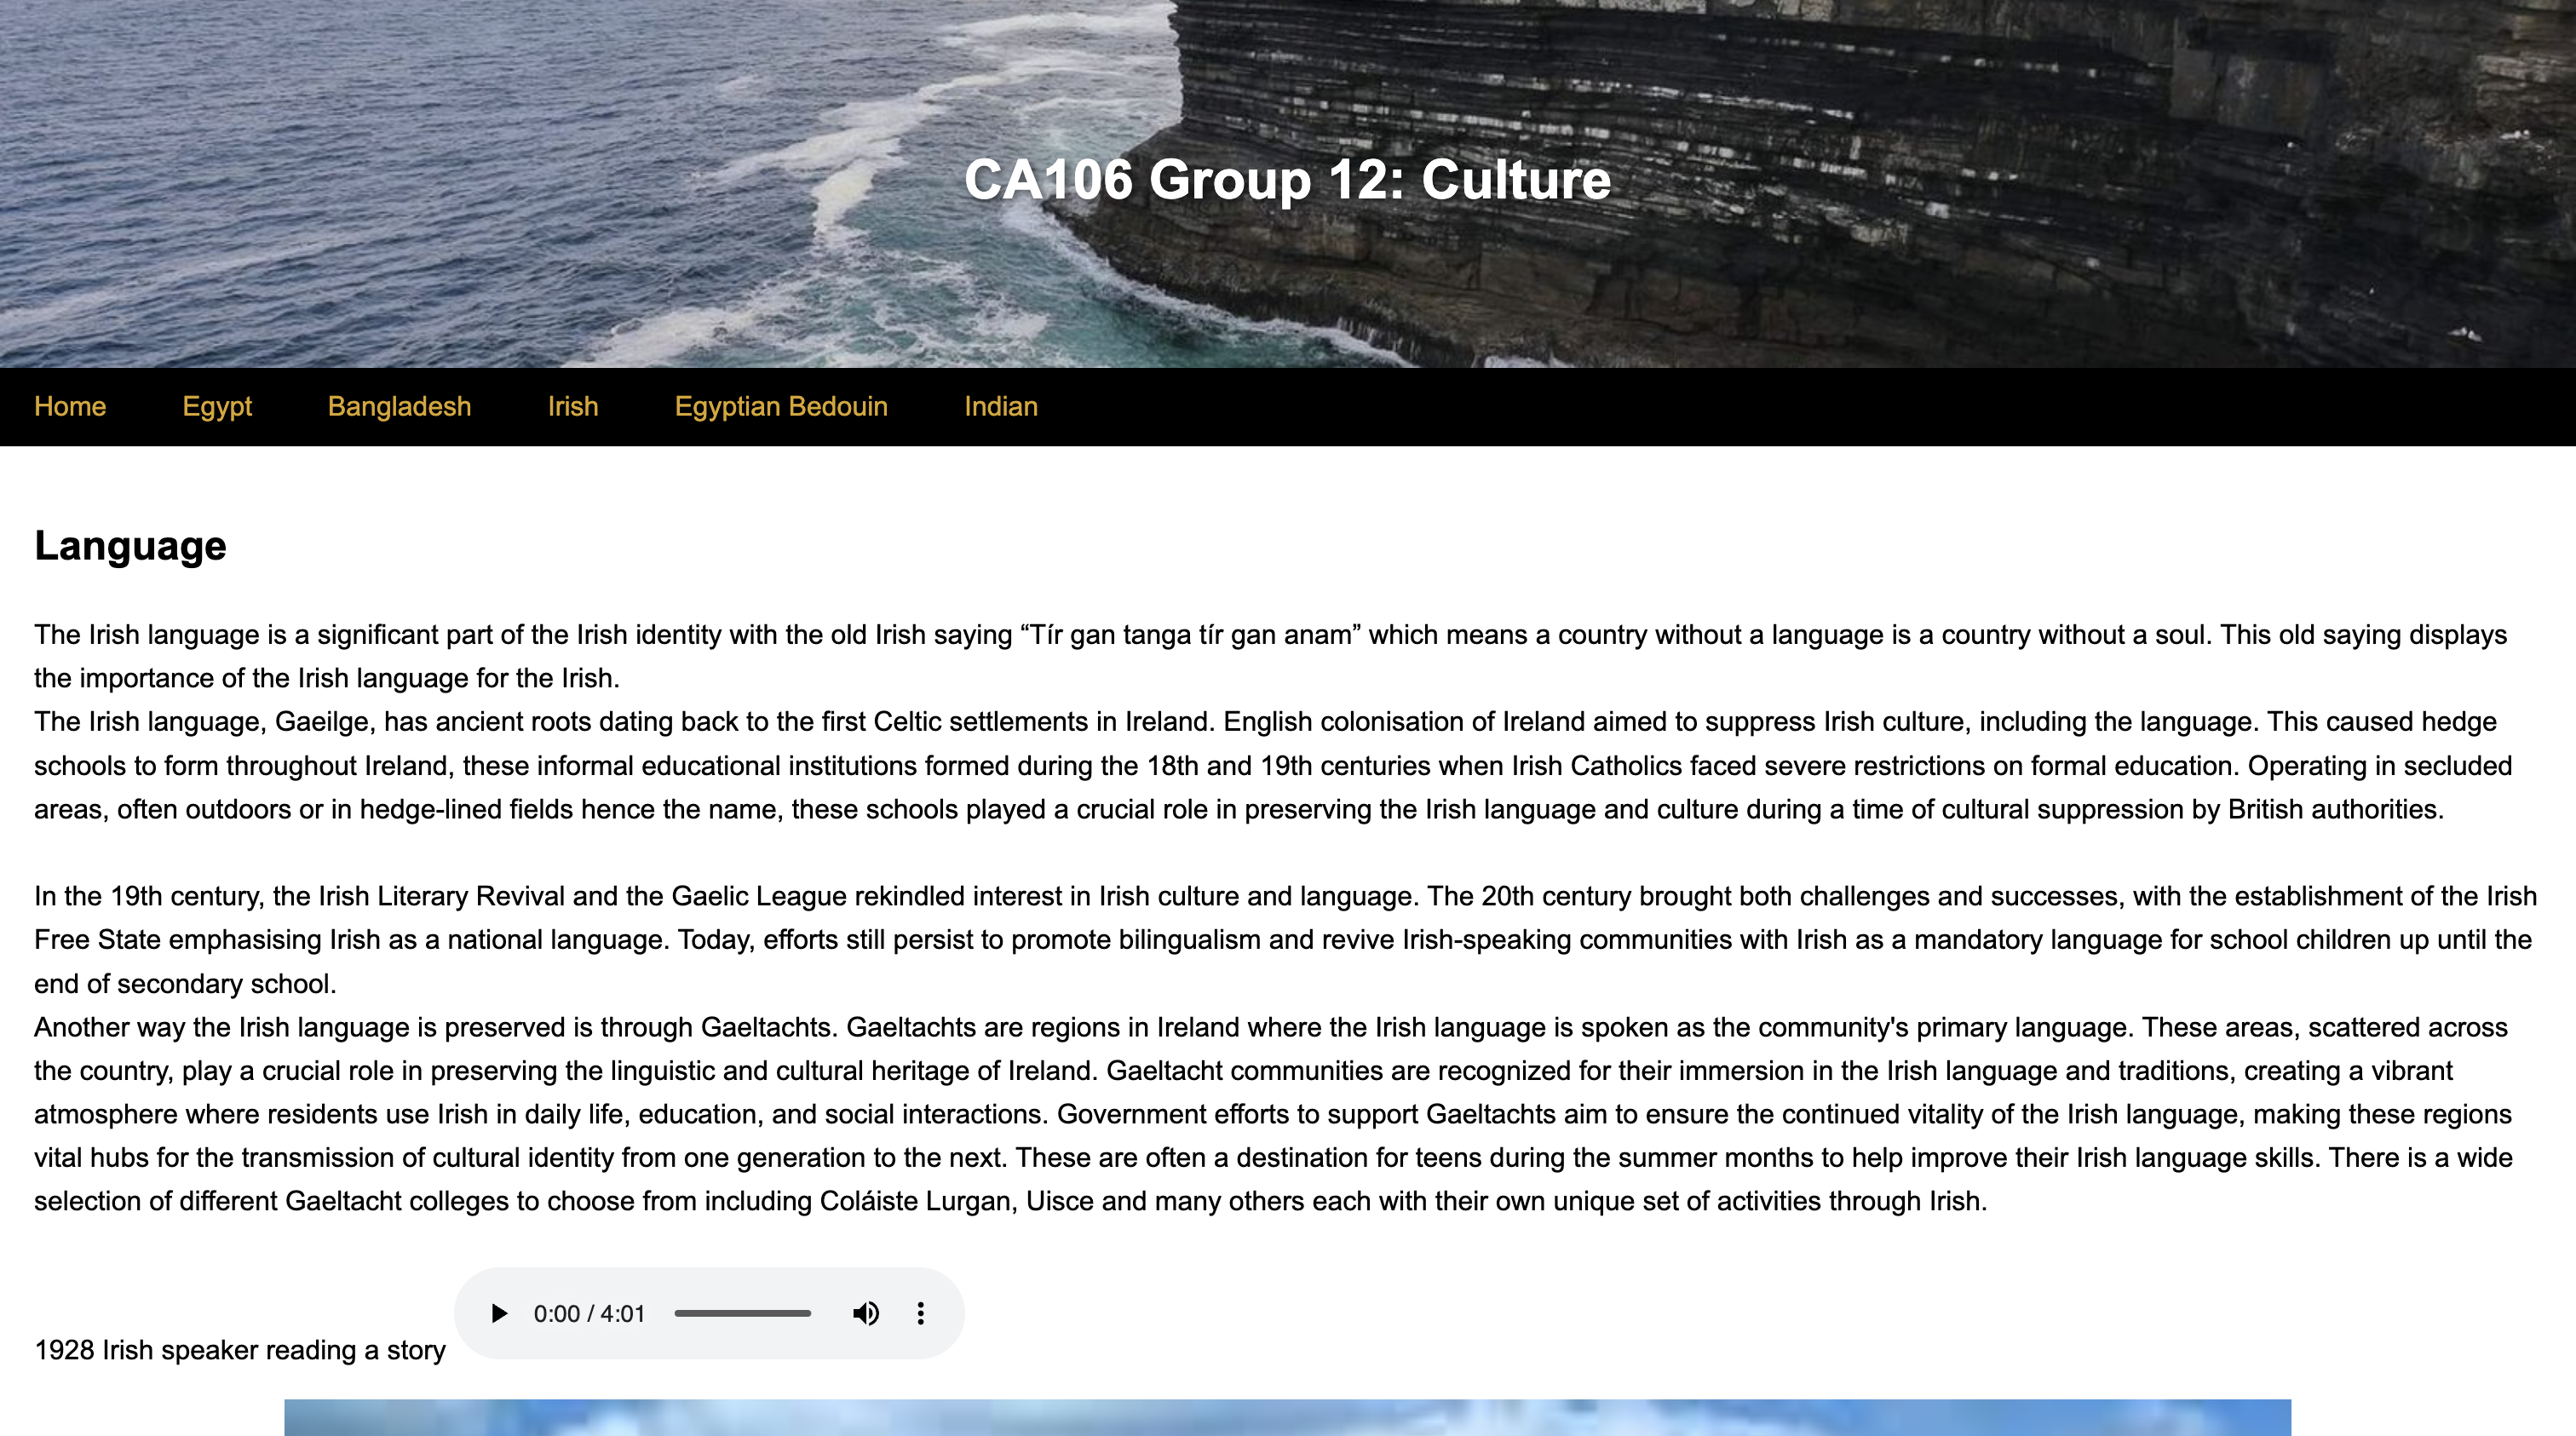 CA106 Group 12: Culture
Home Egypt Bangladesh Irish Egyptian Bedouin Indian
Language
The Irish language is a significant part of the Irish identity with the old Irish saying “Tír gan tanga tír gan anam” which means a country without a language is a country without a soul. This old saying displays
the importance of the Irish language for the Irish.
The Irish language, Gaeilge, has ancient roots dating back to the first Celtic settlements in Ireland. English colonisation of Ireland aimed to suppress Irish culture, including the language. This caused hedge
schools to form throughout Ireland, these informal educational institutions formed during the 18th and 19th centuries when Irish Catholics faced severe restrictions on formal education. Operating in secluded
areas, often outdoors or in hedge-lined fields hence the name, these schools played a crucial role in preserving the Irish language and culture during a time of cultural suppression by British authorities.
In the 19th century, the Irish Literary Revival and the Gaelic League rekindled interest in Irish culture and language. The 20th century brought both challenges and successes, with the establishment of the Irish
Free State emphasising Irish as a national language. Today, efforts still persist to promote bilingualism and revive Irish-speaking communities with Irish as a mandatory language for school children up until the
end of secondary school.
Another way the Irish language is preserved is through Gaeltachts. Gaeltachts are regions in Ireland where the Irish language is spoken as the community's primary language. These areas, scattered across
the country, play a crucial role in preserving the linguistic and cultural heritage of Ireland. Gaeltacht communities are recognized for their immersion in the Irish language and traditions, creating a vibrant
atmosphere where residents use Irish in daily life, education, and social interactions. Government efforts to support Gaeltachts aim to ensure the continued vitality of the Irish language, making these regions
vital hubs for the transmission of cultural identity from one generation to the next. These are often a destination for teens during the summer months to help improve their Irish language skills. There is a wide
selection of different Gaeltacht colleges to choose from including Coláiste Lurgan, Uisce and many others each with their own unique set of activities through Irish.
0:00 / 4:01
1928 Irish speaker reading a story